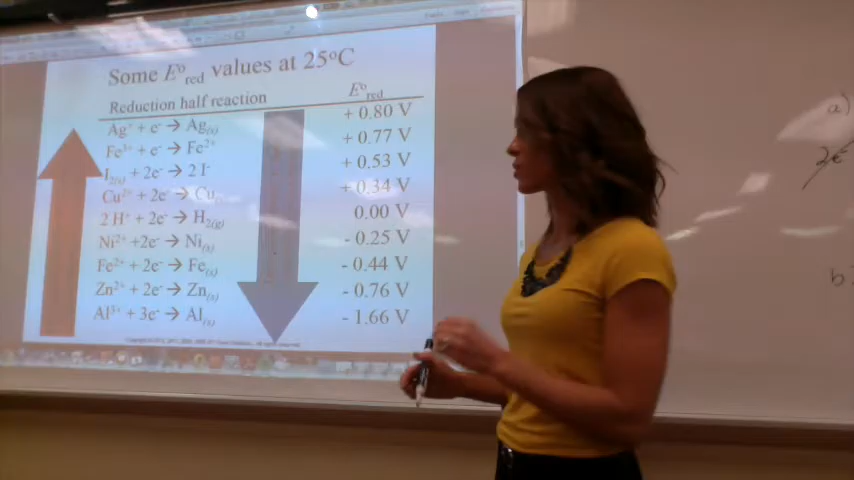 Some E°red values at 25°C
Reduction half reaction E°red
Ag⁺ + e⁻ → Ag(s) + 0.80 V
Fe³⁺ + e⁻ → Fe²⁺ + 0.77 V
I₂(s) + 2e⁻ → 2 I⁻ + 0.53 V
Cu²⁺ + 2e⁻ → Cu + 0.34 V
2 H⁺ + 2e⁻ → H₂(g) 0.00 V
Ni²⁺ +2e⁻ → Ni(s) - 0.25 V
Fe²⁺ + 2e⁻ → Fe(s) - 0.44 V
Zn²⁺ + 2e⁻ → Zn(s) - 0.76 V
Al³⁺ + 3e⁻ → Al(s) - 1.66 V
a)
2e⁻
b)